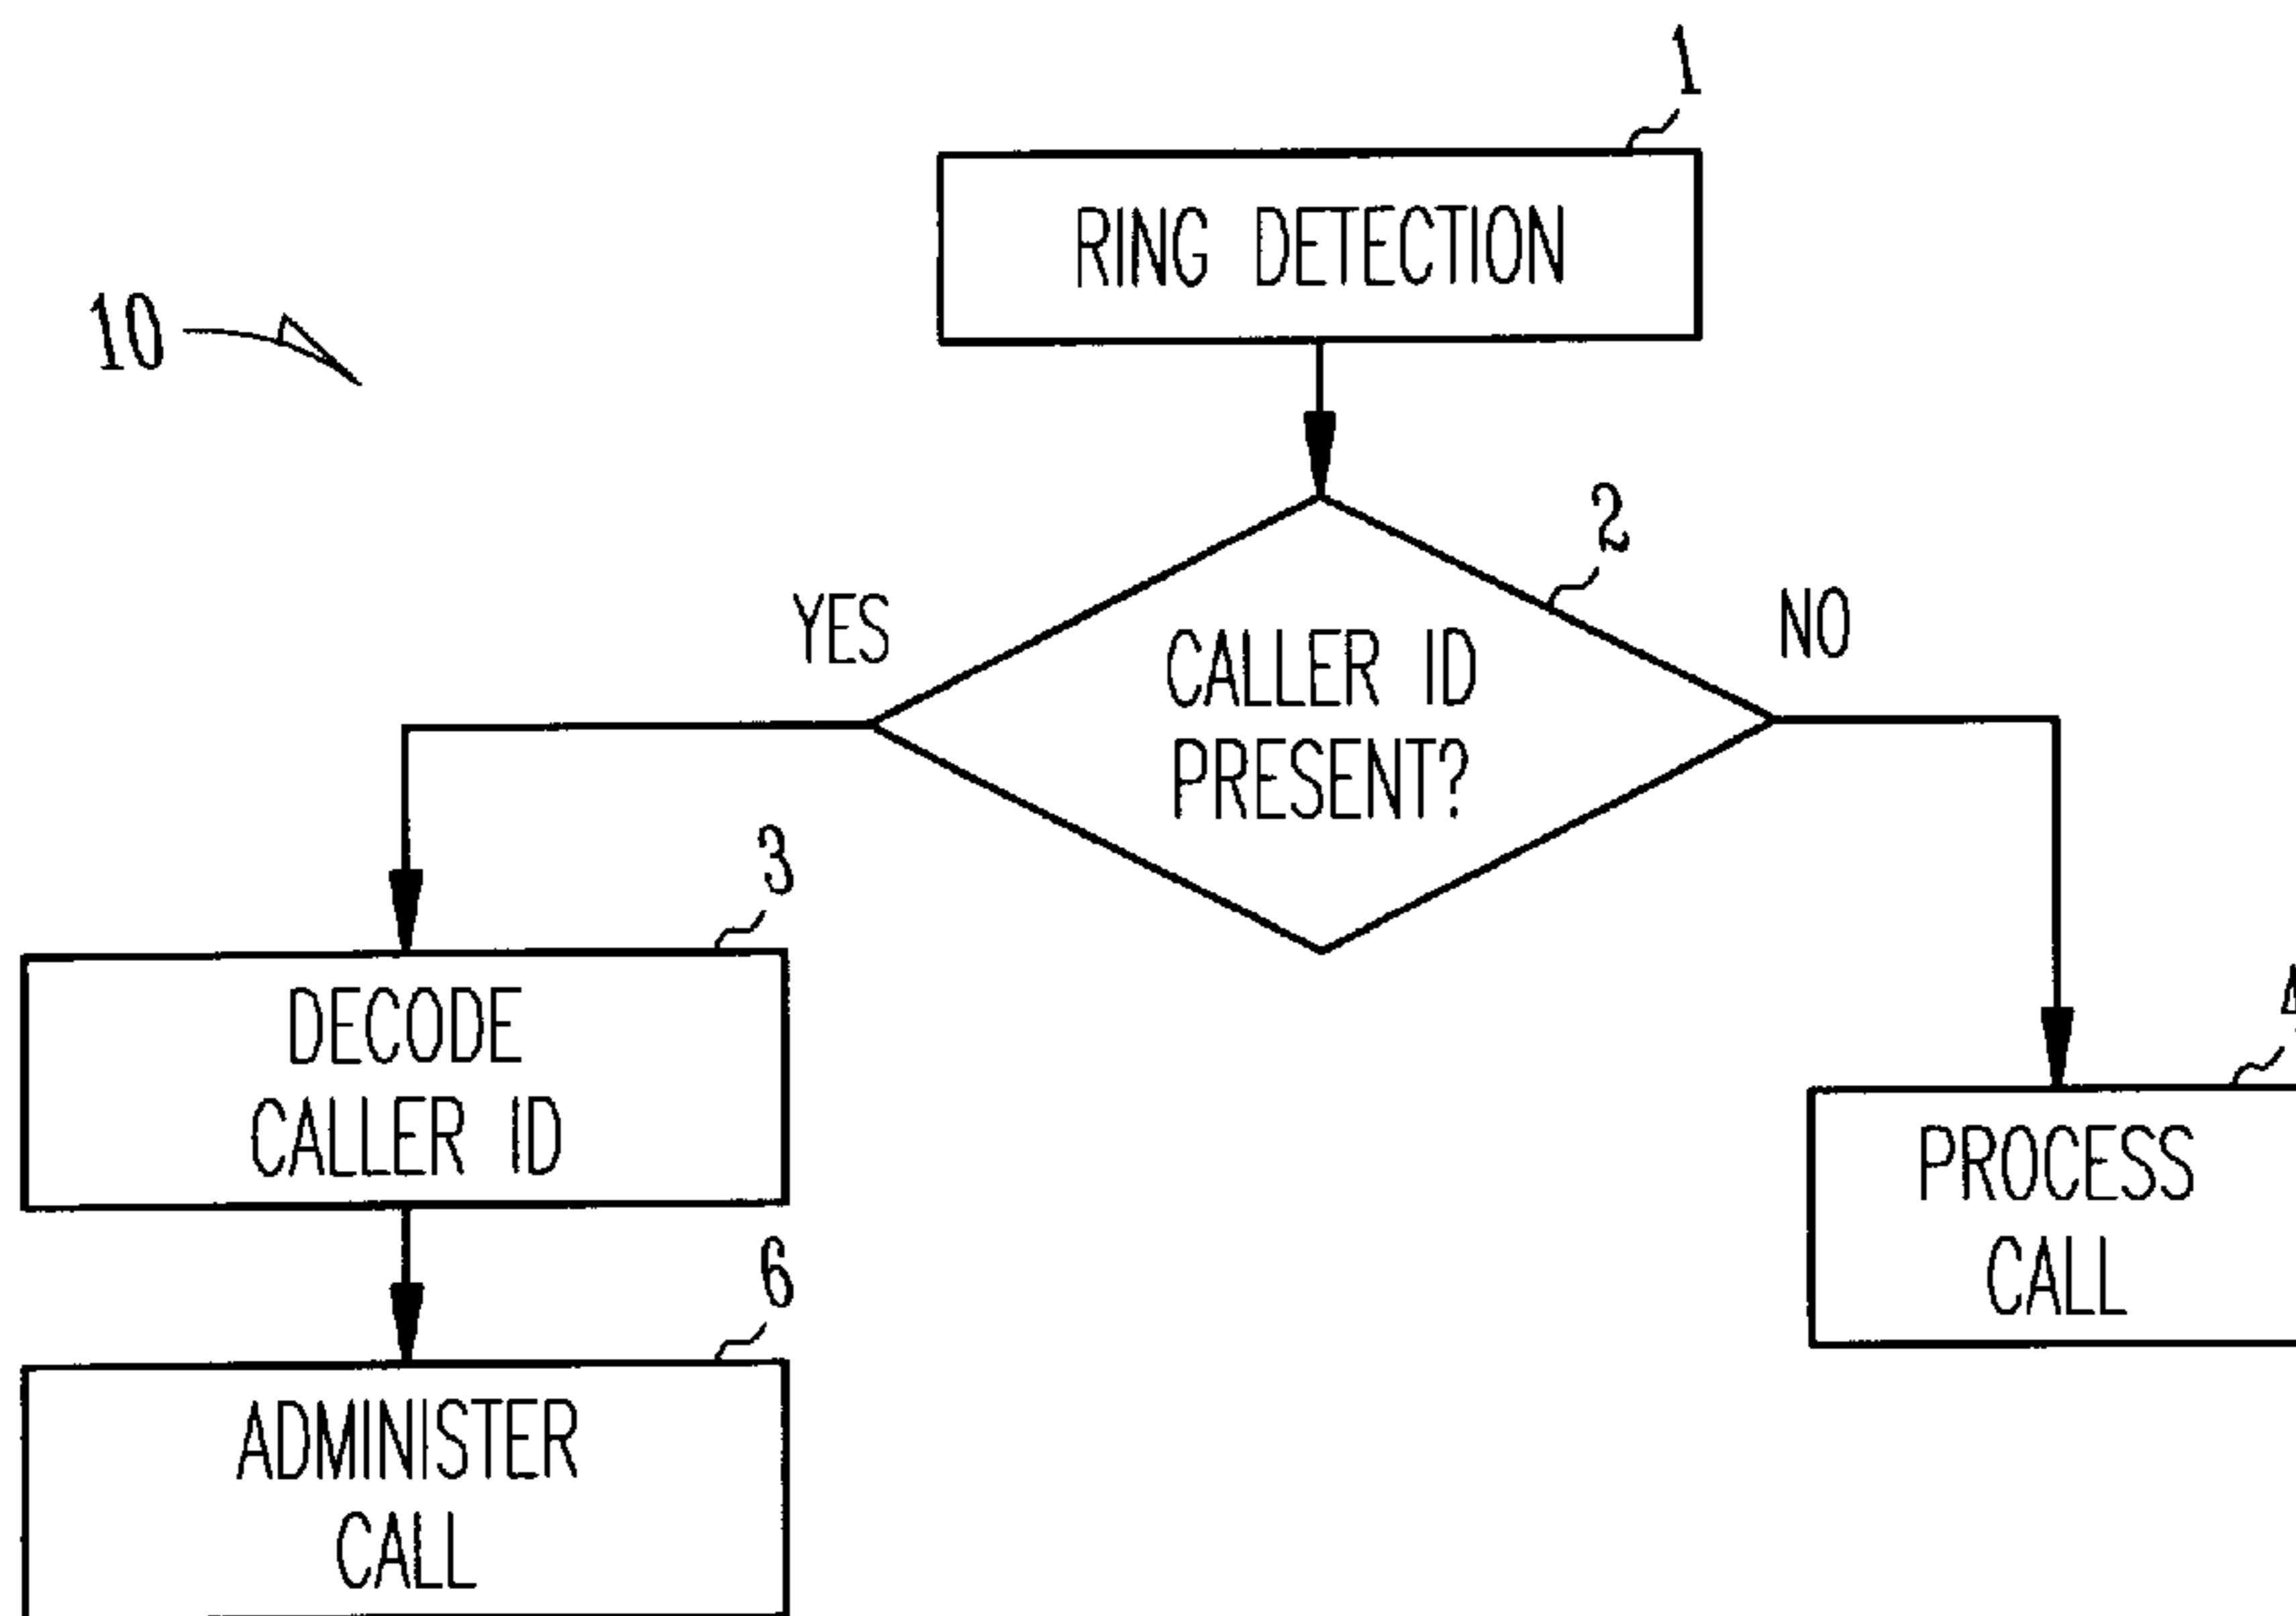 1
RING DETECTION
10
2
YES
NO
CALLER ID
PRESENT?
3
DECODE
CALLER ID
4
PROCESS
CALL
6
ADMINISTER
CALL